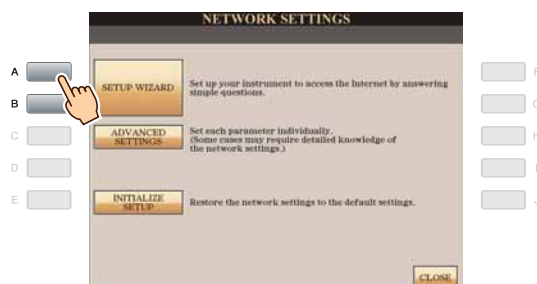 NETWORK SETTINGS
A
B
C
D
E
SETUP WIZARD
Set up your instrument to access the Internet by answering
simple questions.
ADVANCED
SETTINGS
Set each parameter individually.
(Some cases may require detailed knowledge of
the network settings.)
INITIALIZE
SETUP
Restore the network settings to the default settings.
CLOSE